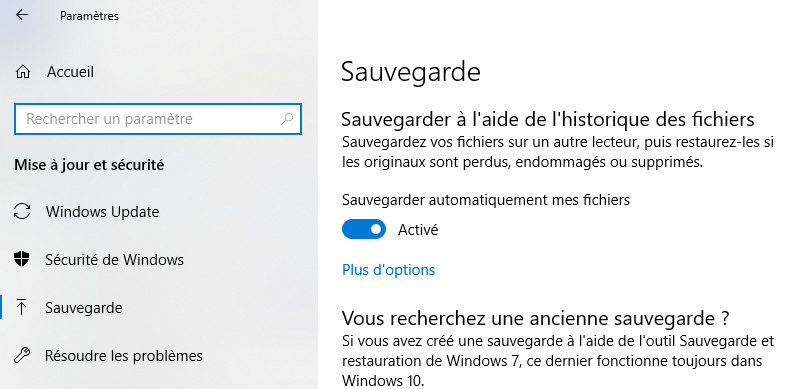 Paramètres
Accueil
Rechercher un paramètre
Mise à jour et sécurité
Windows Update
Sécurité de Windows
Sauvegarde
Résoudre les problèmes
Sauvegarde
Sauvegarder à l'aide de l'historique des fichiers
Sauvegardez vos fichiers sur un autre lecteur, puis restaurez-les si
les originaux sont perdus, endommagés ou supprimés.
Sauvegarder automatiquement mes fichiers
Activé
Plus d'options
Vous recherchez une ancienne sauvegarde ?
Si vous avez créé une sauvegarde à l'aide de l'outil Sauvegarde et
restauration de Windows 7, ce dernier fonctionne toujours dans
Windows 10.